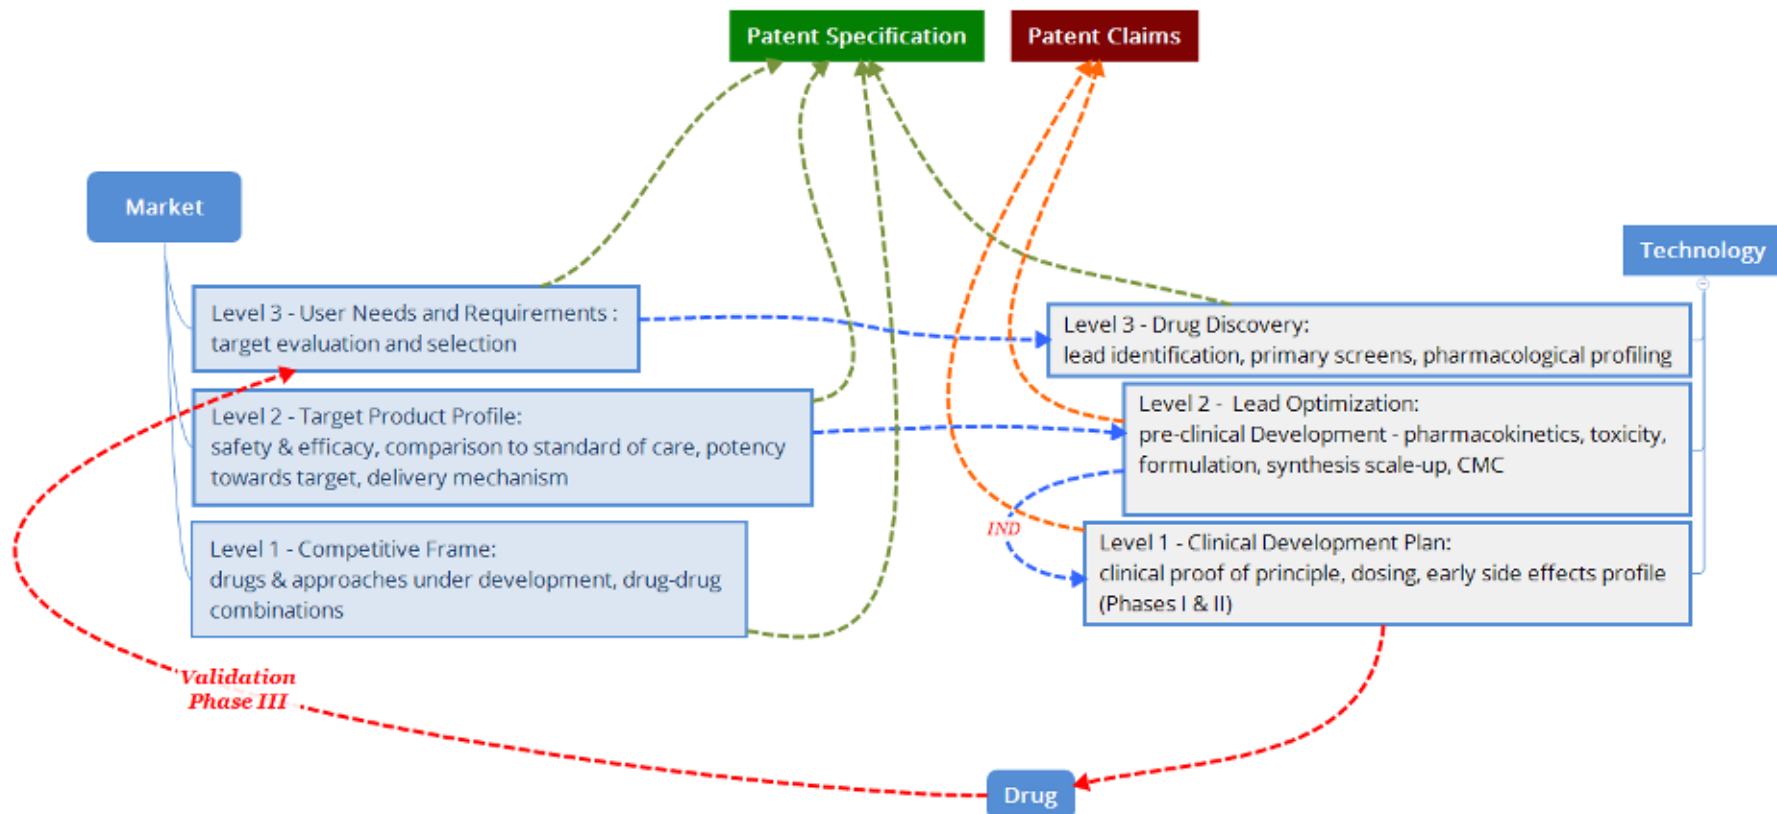 Patent Specification
Patent Claims
Market
Technology
Level 3 - User Needs and Requirements :
target evaluation and selection
Level 3 - Drug Discovery:
lead identification, primary screens, pharmacological profiling
Level 2 - Target Product Profile:
safety & efficacy, comparison to standard of care, potency
towards target, delivery mechanism
Level 2 - Lead Optimization:
pre-clinical Development - pharmacokinetics, toxicity,
formulation, synthesis scale-up, CMC
IND
Level 1 - Competitive Frame:
drugs & approaches under development, drug-drug
combinations
Level 1 - Clinical Development Plan:
clinical proof of principle, dosing, early side effects profile
(Phases I & II)
Validation
Phase III
Drug